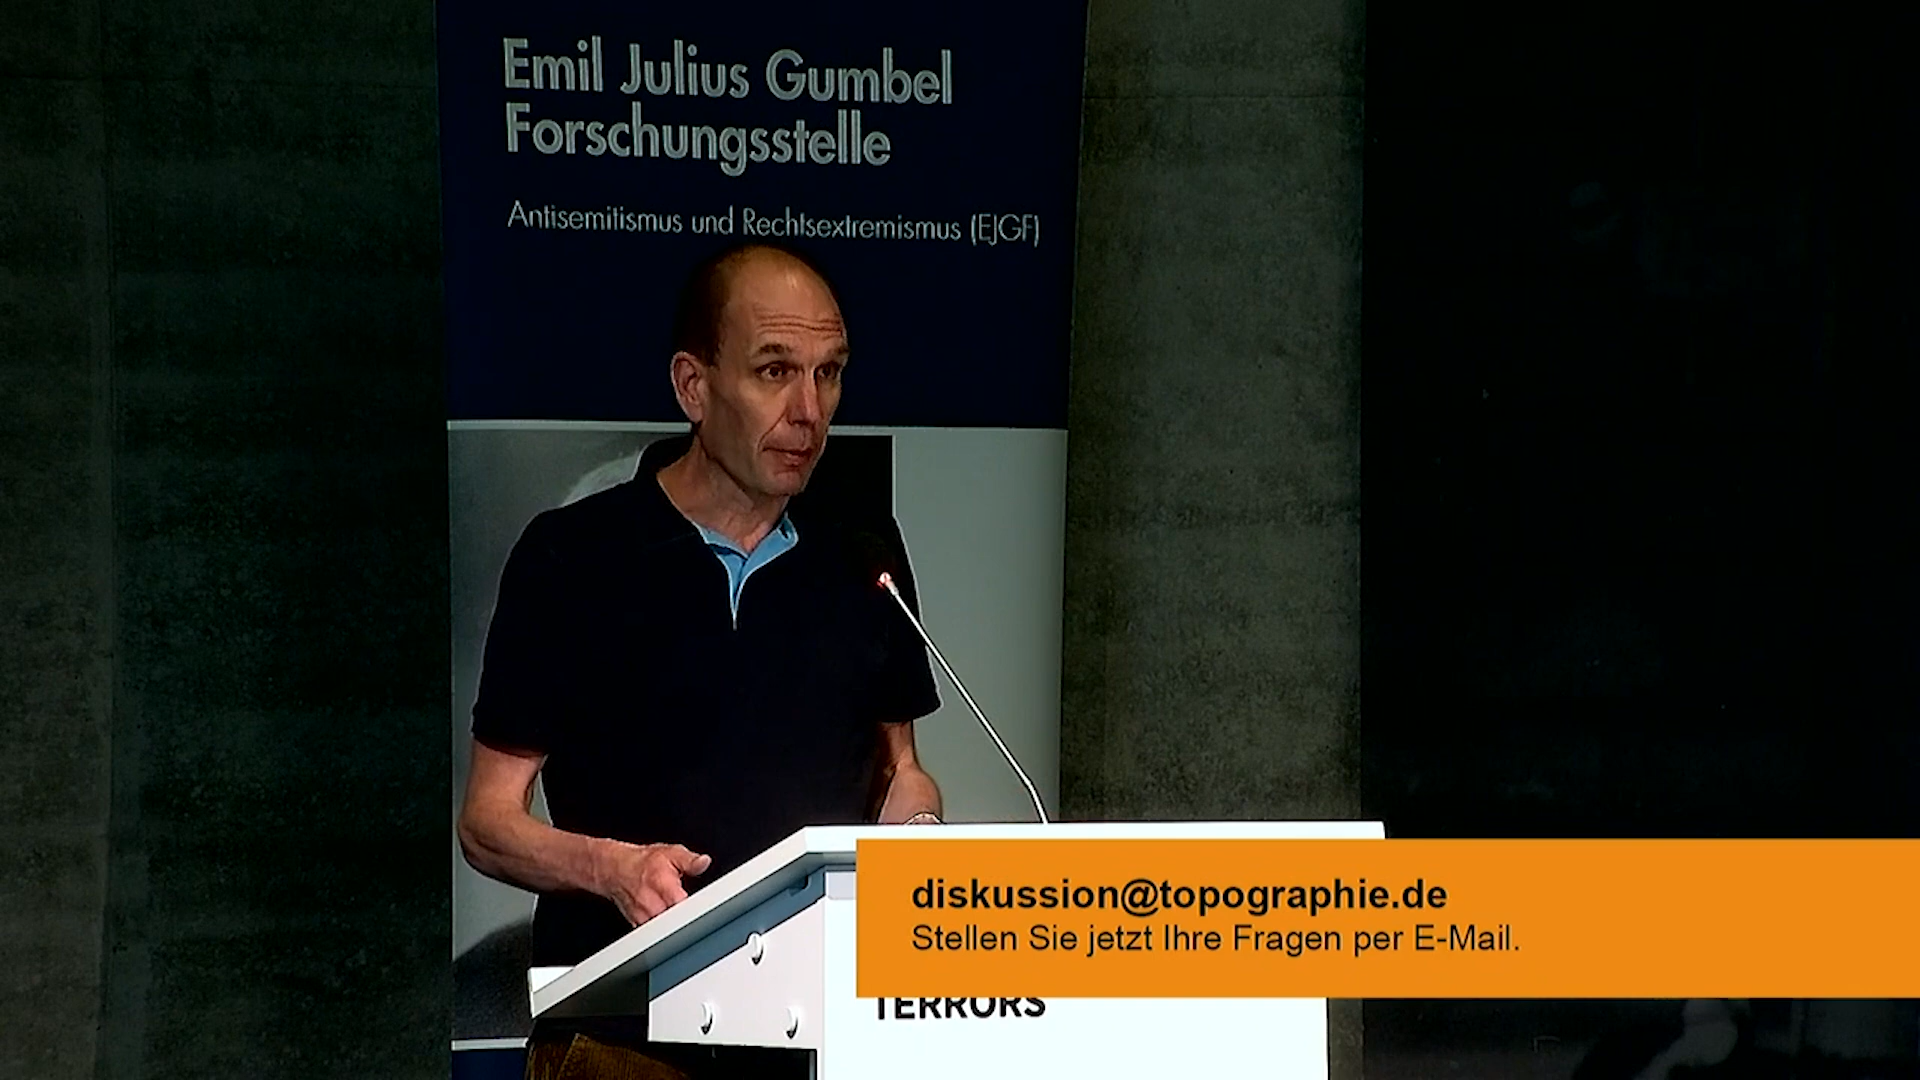 Emil Julius Gumbel
Forschungsstelle
Antisemitismus und Rechtsextremismus (EJGF)
diskussion@topographie.de
Stellen Sie jetzt Ihre Fragen per E-Mail.
TERRORS